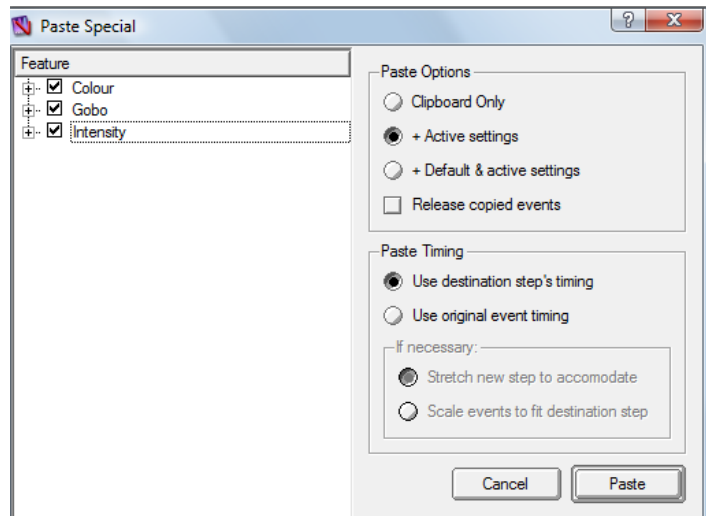 Paste Special
Feature
Colour
Gobo
Intensity
Paste Options
Clipboard Only
+ Active settings
+ Default & active settings
Release copied events
Paste Timing
Use destination step's timing
Use original event timing
If necessary:
Stretch new step to accomodate
Scale events to fit destination step
Cancel
Paste